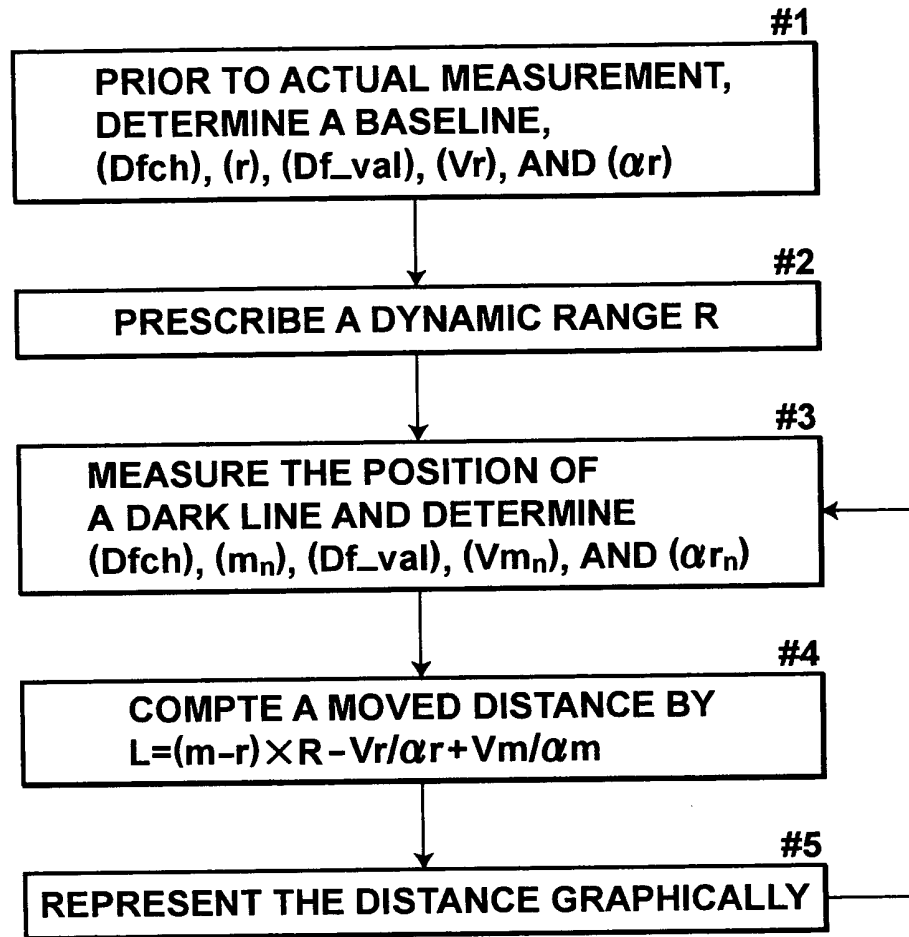 #1
PRIOR TO ACTUAL MEASUREMENT,
DETERMINE A BASELINE,
(Dfch), (r), (Df_val), (Vr), AND (αr)
#2
PRESCRIBE A DYNAMIC RANGE R
#3
MEASURE THE POSITION OF
A DARK LINE AND DETERMINE
(Dfch), (mₙ), (Df_val), (Vmₙ), AND (αrₙ)
#4
COMPTE A MOVED DISTANCE BY
L=(m-r)×R-Vr/αr+Vm/αm
#5
REPRESENT THE DISTANCE GRAPHICALLY